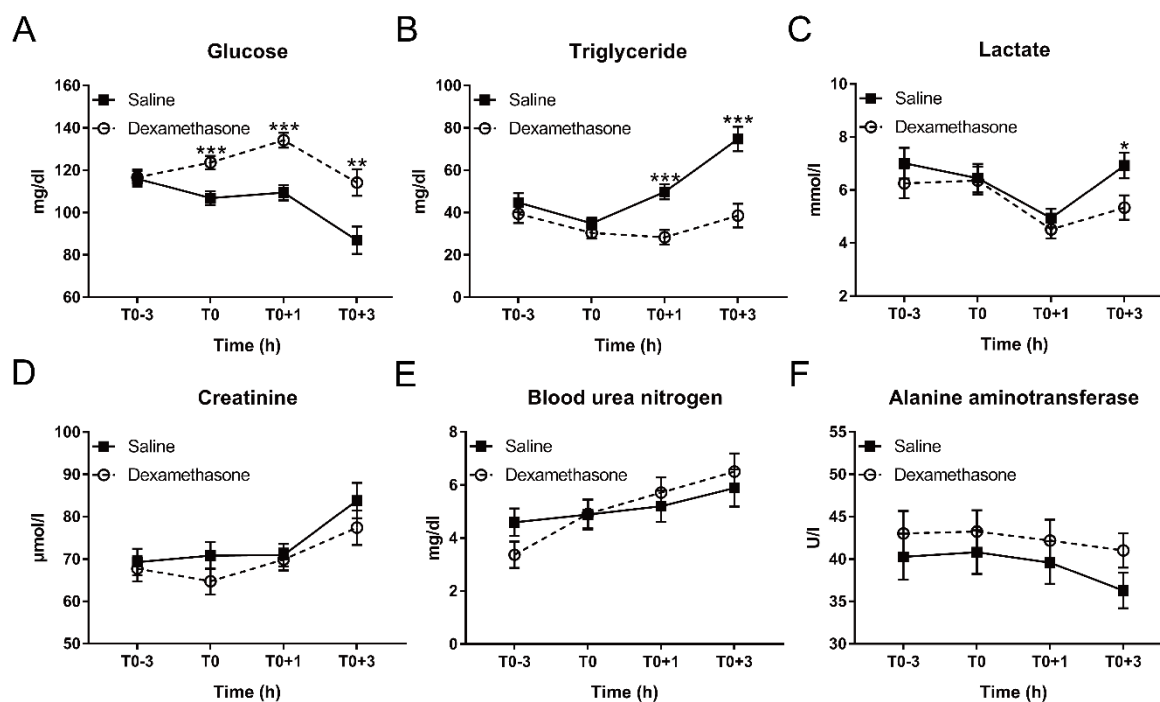 A
Glucose
160
140
120
100
80
60
mg/dl
Saline
Dexamethasone
***
***
**
T0-3 T0 T0+1 T0+3
Time (h)
B
Triglyceride
100
80
60
40
20
0
mg/dl
Saline
Dexamethasone
***
***
T0-3 T0 T0+1 T0+3
Time (h)
C
Lactate
10
8
6
4
2
mmol/l
Saline
Dexamethasone
*
T0-3 T0 T0+1 T0+3
Time (h)
D
Creatinine
100
90
80
70
60
50
µmol/l
Saline
Dexamethasone
T0-3 T0 T0+1 T0+3
Time (h)
E
Blood urea nitrogen
8
6
4
2
0
mg/dl
Saline
Dexamethasone
T0-3 T0 T0+1 T0+3
Time (h)
F
Alanine aminotransferase
55
50
45
40
35
30
U/l
Saline
Dexamethasone
T0-3 T0 T0+1 T0+3
Time (h)